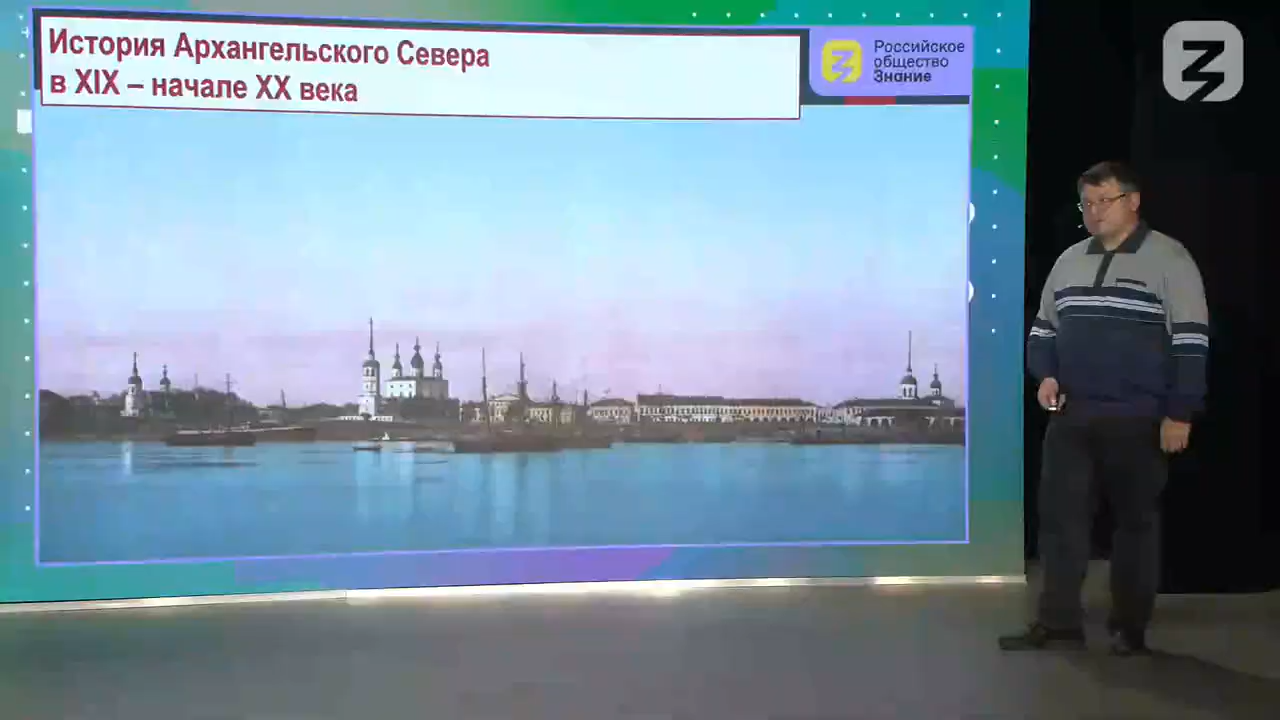 История Архангельского Севера
в XIX – начале XX века
Российское
общество
Знание